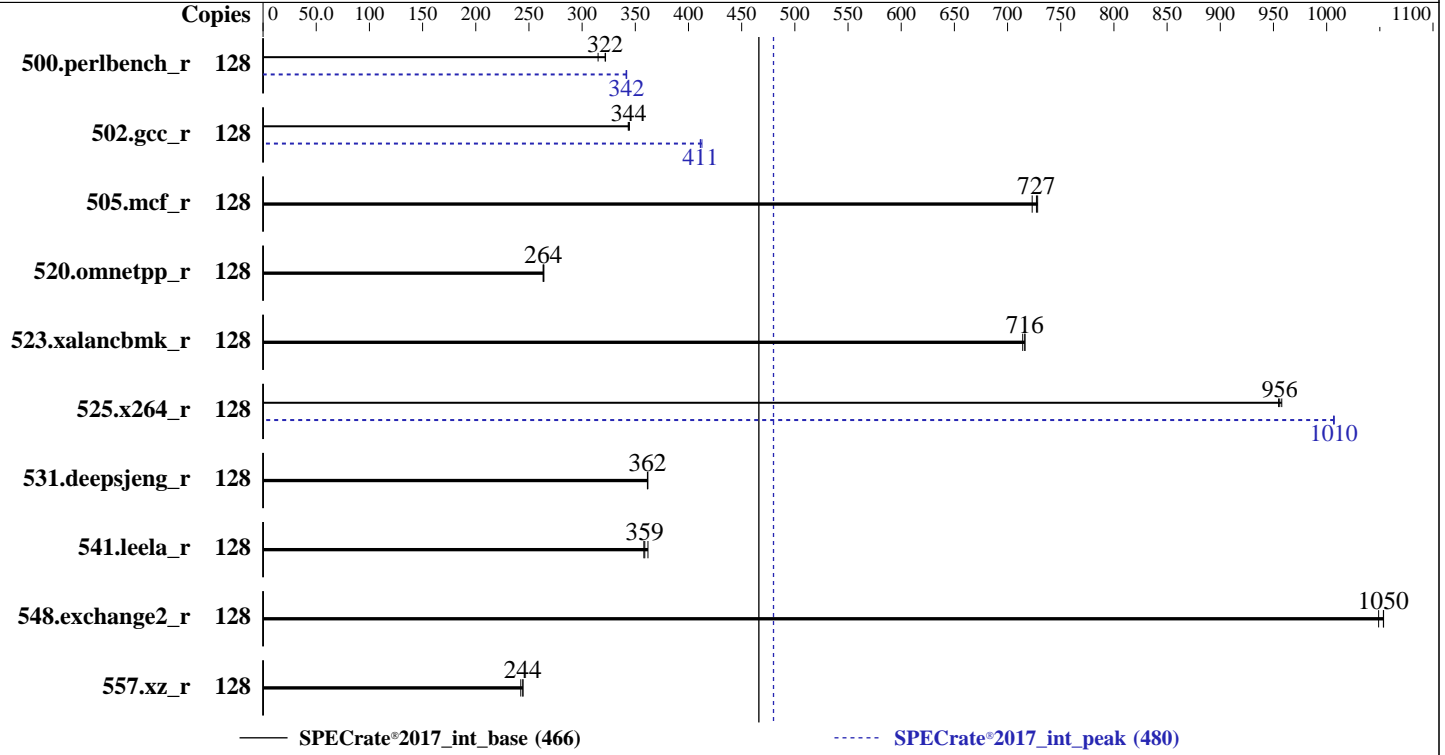 Copies 0 50.0 100 150 200 250 300 350 400 450 500 550 600 650 700 750 800 850 900 950 1000 1100
500.perlbench_r 128 322
342
502.gcc_r 128 344
411
505.mcf_r 128 727
520.omnetpp_r 128 264
523.xalancbmk_r 128 716
525.x264_r 128 956
1010
531.deepsjeng_r 128 362
541.leela_r 128 359
548.exchange2_r 128 1050
557.xz_r 128 244
SPECrate®2017_int_base (466) SPECrate®2017_int_peak (480)